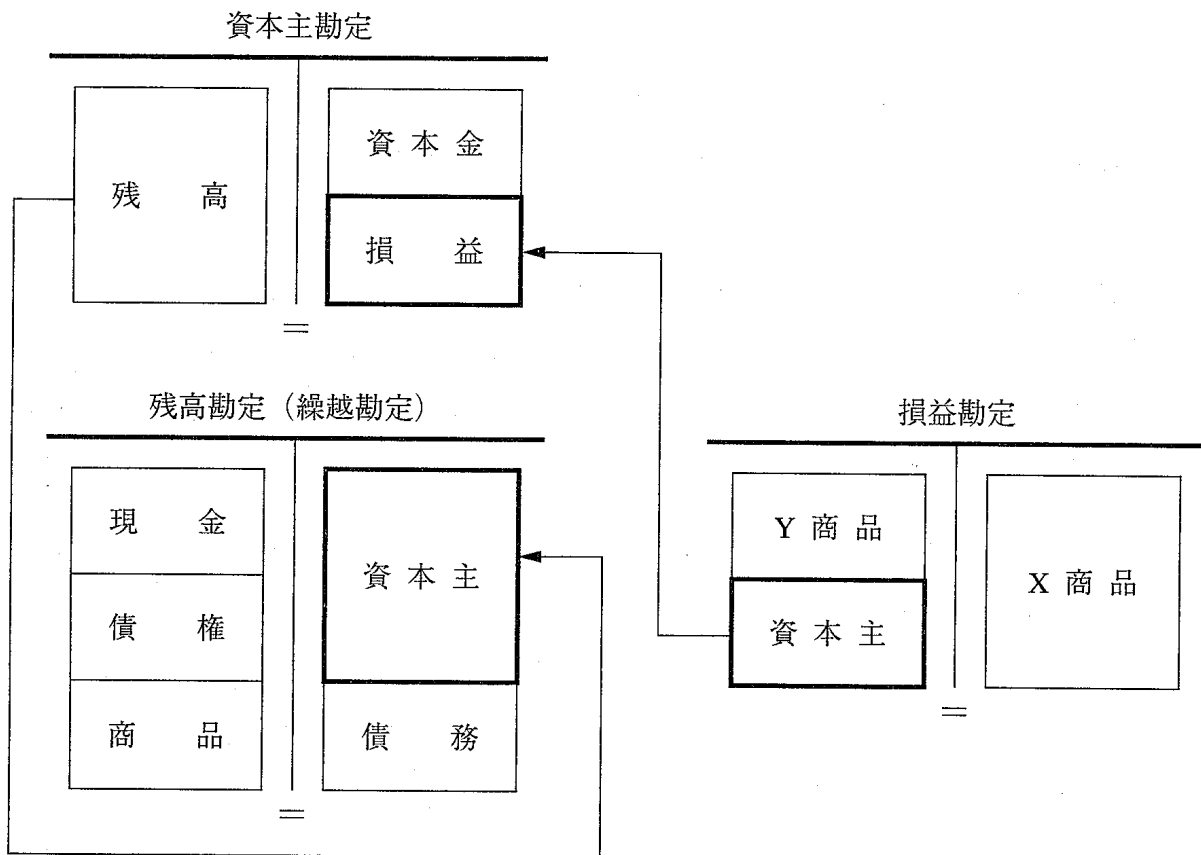 資本主勘定
残高
資本金
損益
=
残高勘定（繰越勘定）
現金
債権
商品
資本主
債務
=
損益勘定
Y商品
資本主
X商品
=